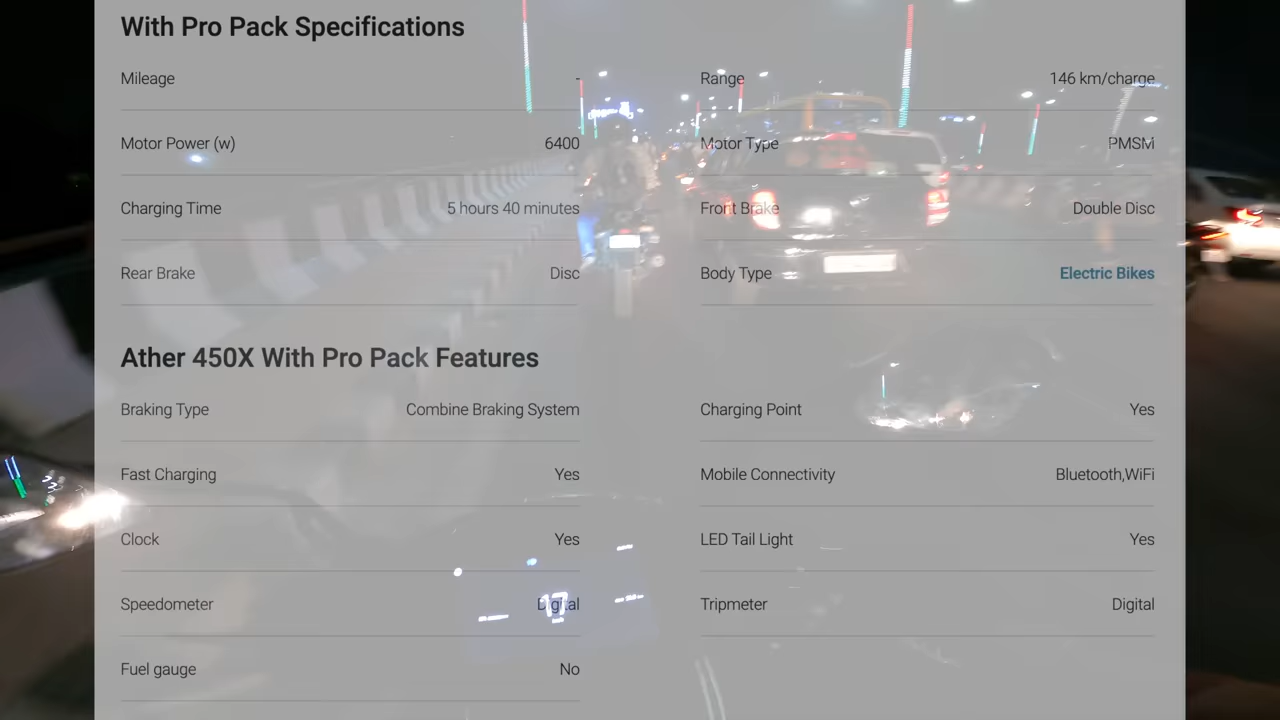 With Pro Pack Specifications
Mileage - Range 146 km/charge
Motor Power (w) 6400 Motor Type PMSM
Charging Time 5 hours 40 minutes Front Brake Double Disc
Rear Brake Disc Body Type Electric Bikes
Ather 450X With Pro Pack Features
Braking Type Combine Braking System Charging Point Yes
Fast Charging Yes Mobile Connectivity Bluetooth,WiFi
Clock Yes LED Tail Light Yes
Speedometer Digital Tripmeter Digital
17
Fuel gauge No